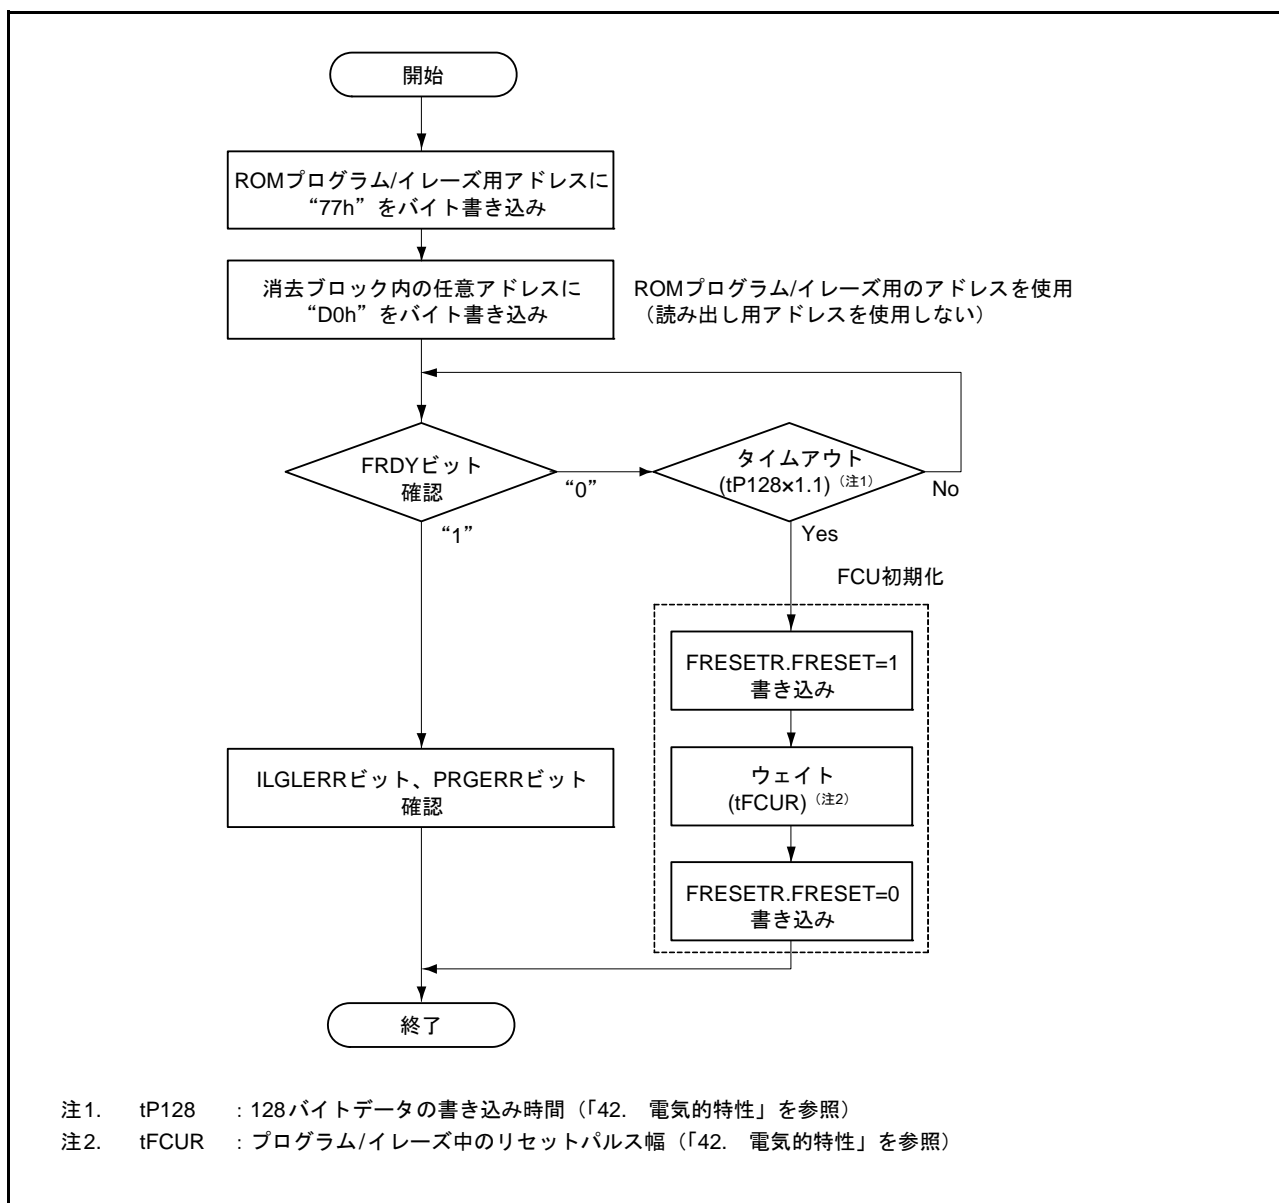 開始
ROMプログラム/イレーズ用アドレスに
“77h”をバイト書き込み
消去ブロック内の任意アドレスに
“D0h”をバイト書き込み
ROMプログラム/イレーズ用のアドレスを使用
（読み出し用アドレスを使用しない）
FRDYビット
確認
“0”
“1”
タイムアウト
(tP128×1.1)（注1）
No
Yes
FCU初期化
FRESETR.FRESET=1
書き込み
ウェイト
(tFCUR)（注2）
FRESETR.FRESET=0
書き込み
ILGLERRビット、PRGERRビット
確認
終了
注1. tP128 : 128バイトデータの書き込み時間（「42. 電気的特性」を参照）
注2. tFCUR : プログラム/イレーズ中のリセットパルス幅（「42. 電気的特性」を参照）